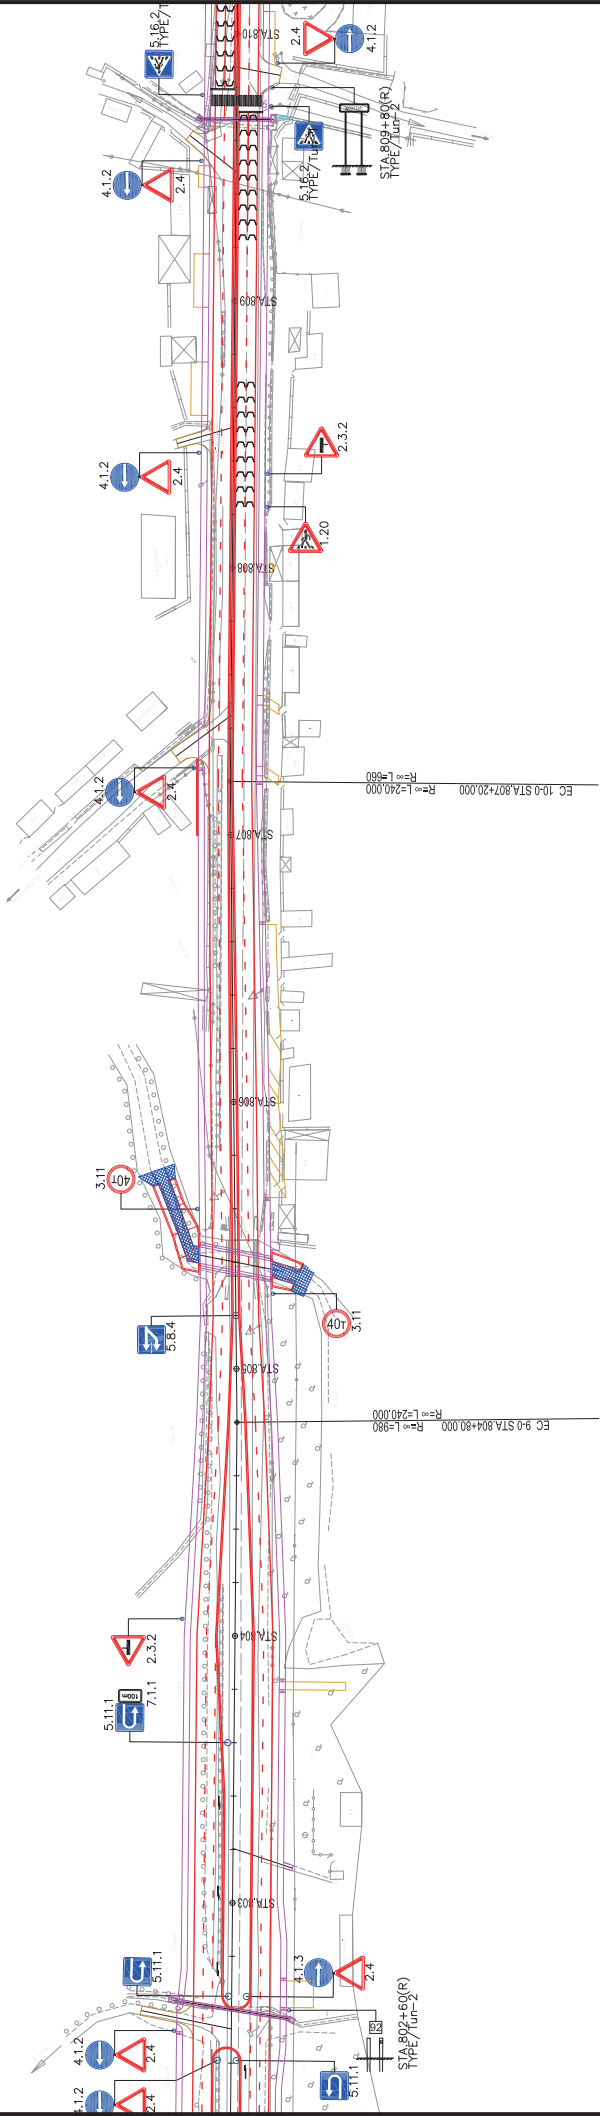 5.16.2
TYPE/T
STA.810
2.4
4.1.2
STA.809+80(R)
TYPE/Tun-2
5.16.2
TYPE/Tu
4.1.2
2.4
STA.809
4.1.2
2.4
2.3.2
1.20
STA.808
4.1.2
2.4
R=∞ L=660
R=∞ L=240.000
EC 10-0 STA.807+20.000
STA.807
STA.806
3.11
40т
5.8.4
40т
3.11
STA.805
R=∞ L=240.000
R=∞ L=980
EC 9-0 STA.804+80.000
2.3.2
STA.804
100m
7.1.1
5.11.1
STA.803
5.11.1
4.1.3
2.4
92
STA.802+60(R)
TYPE/Tun-2
4.1.2
2.4
5.11.1
4.1.2
2.4